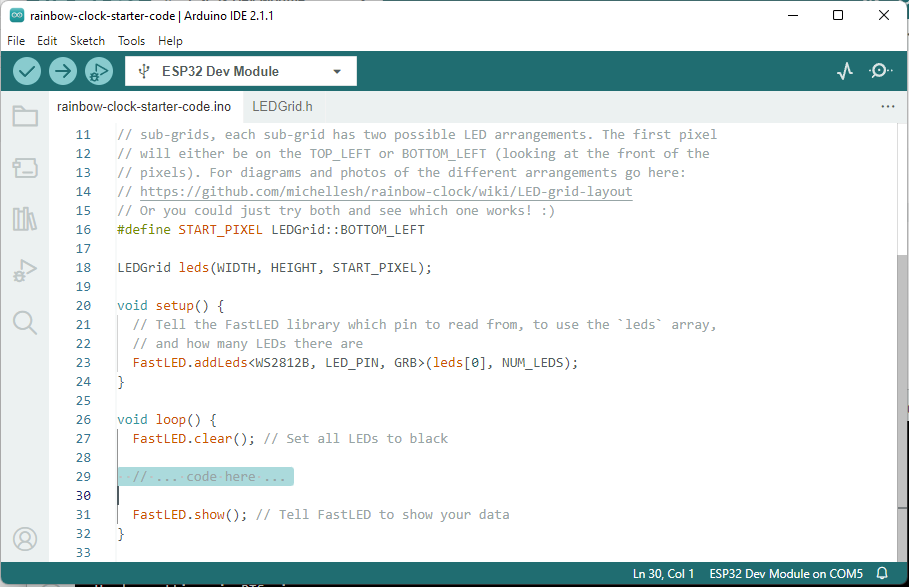 rainbow-clock-starter-code | Arduino IDE 2.1.1
File Edit Sketch Tools Help
ESP32 Dev Module
rainbow-clock-starter-code.ino LEDGrid.h
11 // sub-grids, each sub-grid has two possible LED arrangements. The first pixel
12 // will either be on the TOP_LEFT or BOTTOM_LEFT (looking at the front of the
13 // pixels). For diagrams and photos of the different arrangements go here:
14 // https://github.com/michellesh/rainbow-clock/wiki/LED-grid-layout
15 // Or you could just try both and see which one works! :)
16 #define START_PIXEL LEDGrid::BOTTOM_LEFT
17
18 LEDGrid leds(WIDTH, HEIGHT, START_PIXEL);
19
20 void setup() {
21 // Tell the FastLED library which pin to read from, to use the `leds` array,
22 // and how many LEDs there are
23 FastLED.addLeds<WS2812B, LED_PIN, GRB>(leds[0], NUM_LEDS);
24 }
25
26 void loop() {
27 FastLED.clear(); // Set all LEDs to black
28
29 // ... code here ...
30
31 FastLED.show(); // Tell FastLED to show your data
32 }
33
Ln 30, Col 1 ESP32 Dev Module on COM5